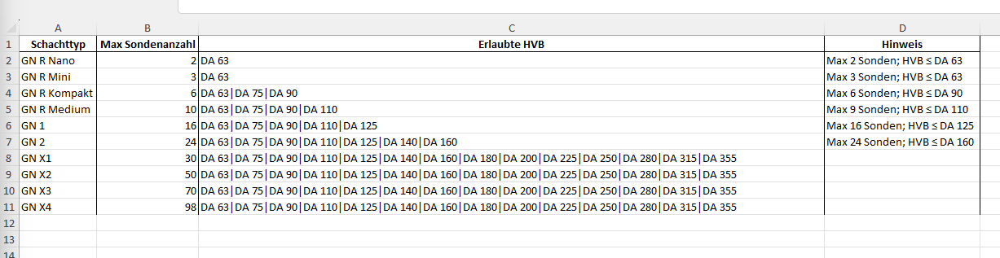 A B C D
1 Schachttyp Max Sondenanzahl Erlaubte HVB Hinweis
2 GN R Nano 2 DA 63 Max 2 Sonden; HVB ≤ DA 63
3 GN R Mini 3 DA 63 Max 3 Sonden; HVB ≤ DA 63
4 GN R Kompakt 6 DA 63|DA 75|DA 90 Max 6 Sonden; HVB ≤ DA 90
5 GN R Medium 10 DA 63|DA 75|DA 90|DA 110 Max 9 Sonden; HVB ≤ DA 110
6 GN 1 16 DA 63|DA 75|DA 90|DA 110|DA 125 Max 16 Sonden; HVB ≤ DA 125
7 GN 2 24 DA 63|DA 75|DA 90|DA 110|DA 125|DA 140|DA 160 Max 24 Sonden; HVB ≤ DA 160
8 GN X1 30 DA 63|DA 75|DA 90|DA 110|DA 125|DA 140|DA 160|DA 180|DA 200|DA 225|DA 250|DA 280|DA 315|DA 355
9 GN X2 50 DA 63|DA 75|DA 90|DA 110|DA 125|DA 140|DA 160|DA 180|DA 200|DA 225|DA 250|DA 280|DA 315|DA 355
10 GN X3 70 DA 63|DA 75|DA 90|DA 110|DA 125|DA 140|DA 160|DA 180|DA 200|DA 225|DA 250|DA 280|DA 315|DA 355
11 GN X4 98 DA 63|DA 75|DA 90|DA 110|DA 125|DA 140|DA 160|DA 180|DA 200|DA 225|DA 250|DA 280|DA 315|DA 355
12
13
14